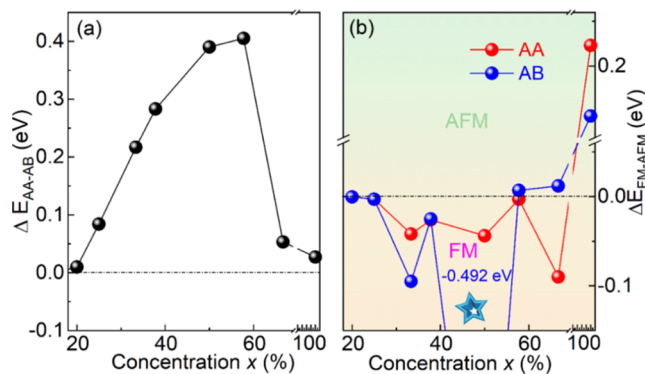 (a)
0.4
0.3
0.2
0.1
0.0
-0.1
Δ E_AA-AB (eV)
20 40 60 100
Concentration x (%)
(b)
AA
AB
AFM
FM
-0.492 eV
0.2
0.0
-0.1
ΔE_FM-AFM (eV)
20 40 60 100
Concentration x (%)